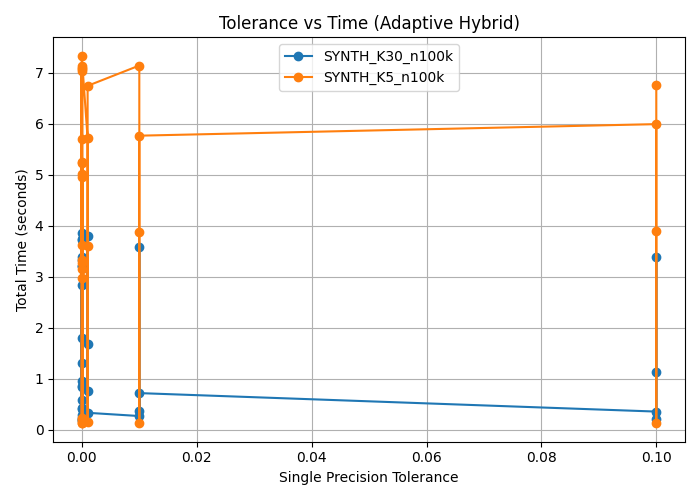 Tolerance vs Time (Adaptive Hybrid)
SYNTH_K30_n100k
SYNTH_K5_n100k
Total Time (seconds)
7
6
5
4
3
2
1
0
0.00
0.02
0.04
0.06
0.08
0.10
Single Precision Tolerance